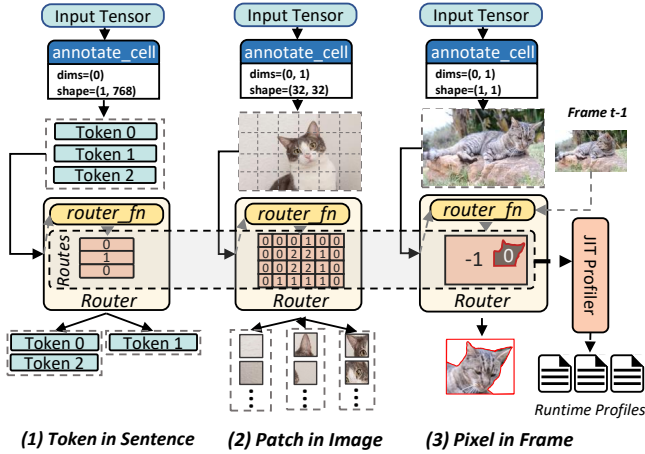 Input Tensor
annotate_cell
dims=(0)
shape=(1, 768)
Token 0
Token 1
Token 2
router_fn
Routes
0
1
0
Router
Token 0
Token 2
Token 1
(1) Token in Sentence
Input Tensor
annotate_cell
dims=(0, 1)
shape=(32, 32)
router_fn
0 0 0 1 0 0
0 0 2 2 1 0
0 0 2 2 1 0
0 1 1 1 1 0
Router
(2) Patch in Image
Input Tensor
annotate_cell
dims=(0, 1)
shape=(1, 1)
Frame t-1
router_fn
-1
0
Router
JIT Profiler
Runtime Profiles
(3) Pixel in Frame